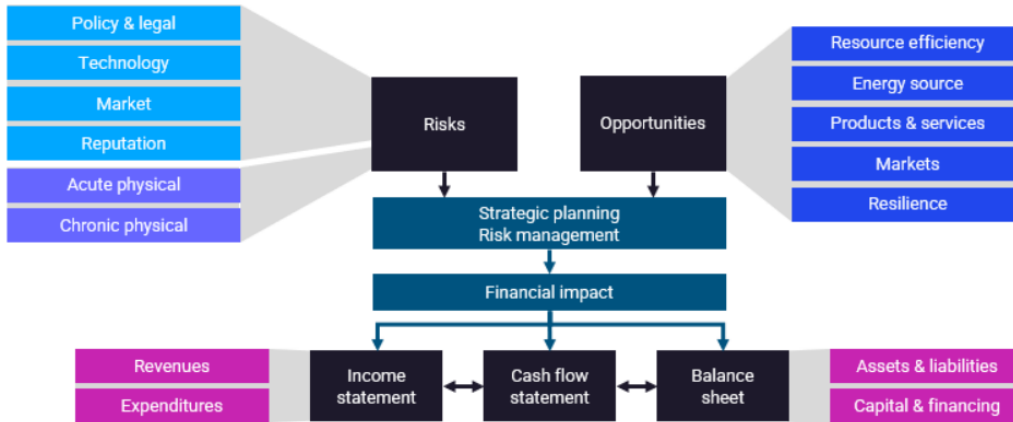 Policy & legal
Technology
Market
Reputation
Acute physical
Chronic physical
Risks
Opportunities
Resource efficiency
Energy source
Products & services
Markets
Resilience
Strategic planning
Risk management
Financial impact
Revenues
Expenditures
Income
statement
Cash flow
statement
Balance
sheet
Assets & liabilities
Capital & financing